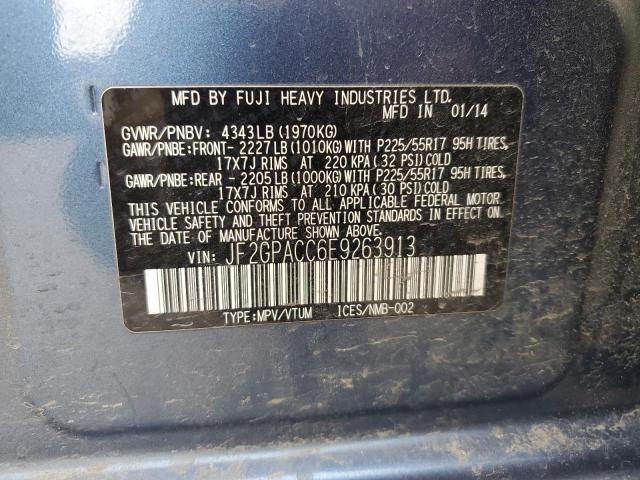 MFD BY FUJI HEAVY INDUSTRIES LTD.
MFD IN 01/14
GVWR/PNBV: 4343LB (1970KG)
GAWR/PNBE:FRONT- 2227LB(1010KG)WITH P225/55R17 95H TIRES,
17X7J RIMS AT 220 KPA ( 32 PSI)COLD
GAWR/PNBE:REAR - 2205LB(1000KG)WITH P225/55R17 95H TIRES,
17X7J RIMS AT 210 KPA ( 30 PSI)COLD
THIS VEHICLE CONFORMS TO ALL APPLICABLE FEDERAL MOTOR
VEHICLE SAFETY AND THEFT PREVENTION STANDARDS IN EFFECT ON
THE DATE OF MANUFACTURE SHOWN ABOVE.
VIN: JF2GPACC6E9263913
TYPE:MPV/VTUM ICES/NMB-002